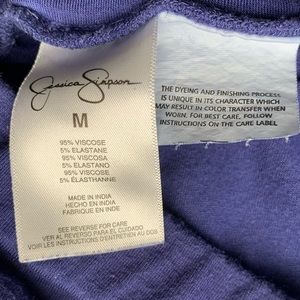 Jessica Simpson
M
95% VISCOSE
5% ELASTANE
95% VISCOSA
5% ELASTANO
95% VISCOSE
5% ÉLASTHANNE
MADE IN INDIA
HECHO EN INDIA
FABRIQUE EN INDE
SEE REVERSE FOR CARE
VER AL REVERSO PARA EL CUIDADO
VOIR LES INSTRUCTIONS D'ENTRETIEN AU DOS
THE DYEING AND FINISHING PROCESS
IS UNIQUE IN ITS CHARACTER WHICH
MAY RESULT IN COLOR TRANSFER WHEN
WORN. FOR BEST CARE, FOLLOW
INSTRUCTIONS ON THE CARE LABEL